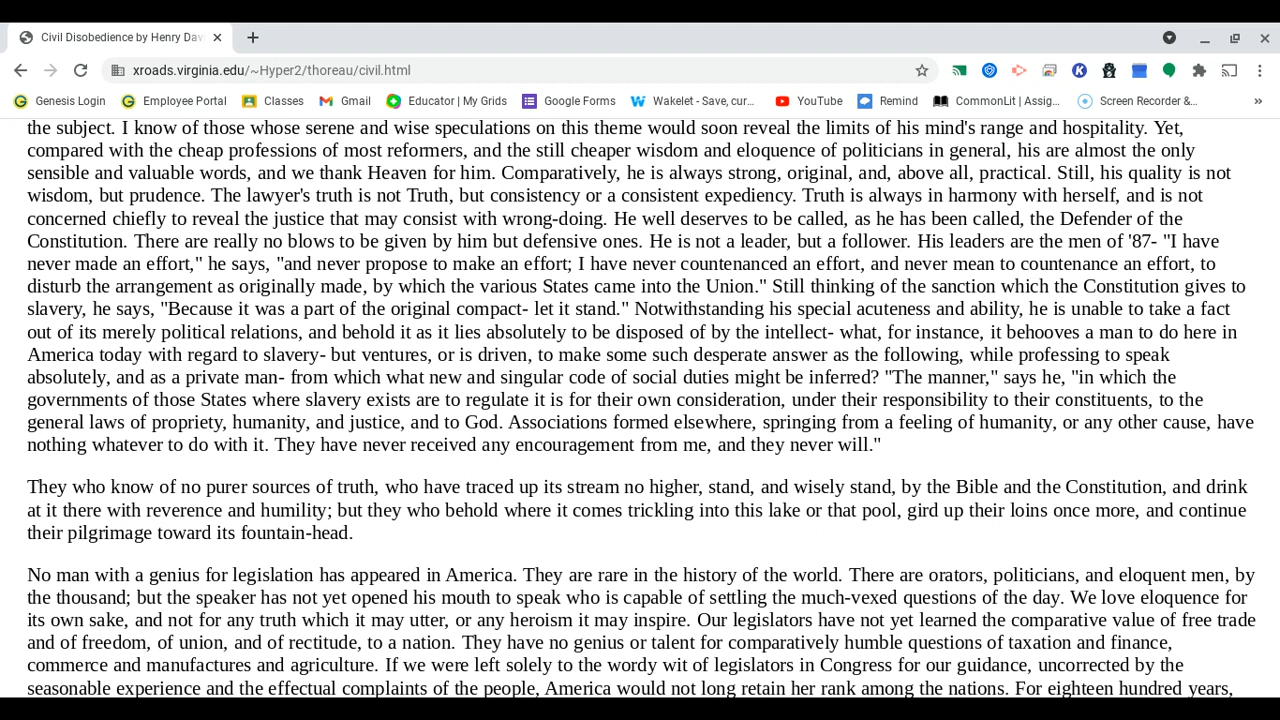 Civil Disobedience by Henry Dav
xroads.virginia.edu/~Hyper2/thoreau/civil.html
Genesis Login Employee Portal Classes Gmail Educator | My Grids Google Forms Wakelet - Save, cur... YouTube Remind CommonLit | Assig... Screen Recorder &... »
the subject. I know of those whose serene and wise speculations on this theme would soon reveal the limits of his mind's range and hospitality. Yet,
compared with the cheap professions of most reformers, and the still cheaper wisdom and eloquence of politicians in general, his are almost the only
sensible and valuable words, and we thank Heaven for him. Comparatively, he is always strong, original, and, above all, practical. Still, his quality is not
wisdom, but prudence. The lawyer's truth is not Truth, but consistency or a consistent expediency. Truth is always in harmony with herself, and is not
concerned chiefly to reveal the justice that may consist with wrong-doing. He well deserves to be called, as he has been called, the Defender of the
Constitution. There are really no blows to be given by him but defensive ones. He is not a leader, but a follower. His leaders are the men of '87- "I have
never made an effort," he says, "and never propose to make an effort; I have never countenanced an effort, and never mean to countenance an effort, to
disturb the arrangement as originally made, by which the various States came into the Union." Still thinking of the sanction which the Constitution gives to
slavery, he says, "Because it was a part of the original compact- let it stand." Notwithstanding his special acuteness and ability, he is unable to take a fact
out of its merely political relations, and behold it as it lies absolutely to be disposed of by the intellect- what, for instance, it behooves a man to do here in
America today with regard to slavery- but ventures, or is driven, to make some such desperate answer as the following, while professing to speak
absolutely, and as a private man- from which what new and singular code of social duties might be inferred? "The manner," says he, "in which the
governments of those States where slavery exists are to regulate it is for their own consideration, under their responsibility to their constituents, to the
general laws of propriety, humanity, and justice, and to God. Associations formed elsewhere, springing from a feeling of humanity, or any other cause, have
nothing whatever to do with it. They have never received any encouragement from me, and they never will."
They who know of no purer sources of truth, who have traced up its stream no higher, stand, and wisely stand, by the Bible and the Constitution, and drink
at it there with reverence and humility; but they who behold where it comes trickling into this lake or that pool, gird up their loins once more, and continue
their pilgrimage toward its fountain-head.
No man with a genius for legislation has appeared in America. They are rare in the history of the world. There are orators, politicians, and eloquent men, by
the thousand; but the speaker has not yet opened his mouth to speak who is capable of settling the much-vexed questions of the day. We love eloquence for
its own sake, and not for any truth which it may utter, or any heroism it may inspire. Our legislators have not yet learned the comparative value of free trade
and of freedom, of union, and of rectitude, to a nation. They have no genius or talent for comparatively humble questions of taxation and finance,
commerce and manufactures and agriculture. If we were left solely to the wordy wit of legislators in Congress for our guidance, uncorrected by the
seasonable experience and the effectual complaints of the people, America would not long retain her rank among the nations. For eighteen hundred years,